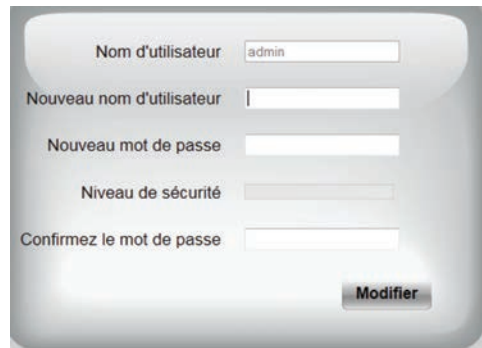 Nom d'utilisateur admin
Nouveau nom d'utilisateur
Nouveau mot de passe
Niveau de sécurité
Confirmez le mot de passe
Modifier